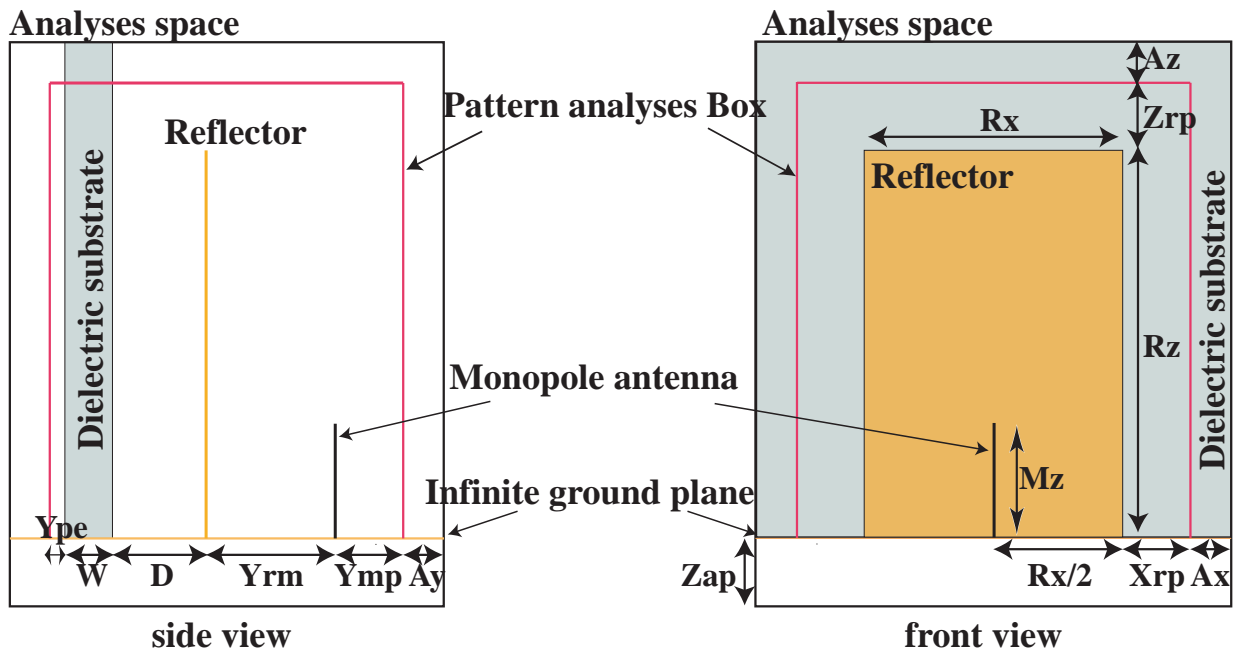 Analyses space
Analyses space
Az
Pattern analyses Box
Zrp
Rx
Reflector
Reflector
Dielectric substrate
Dielectric substrate
Rz
Monopole antenna
Mz
Infinite ground plane
Ype
W
D
Yrm
Ymp
Ay
Zap
Rx/2
Xrp
Ax
side view
front view